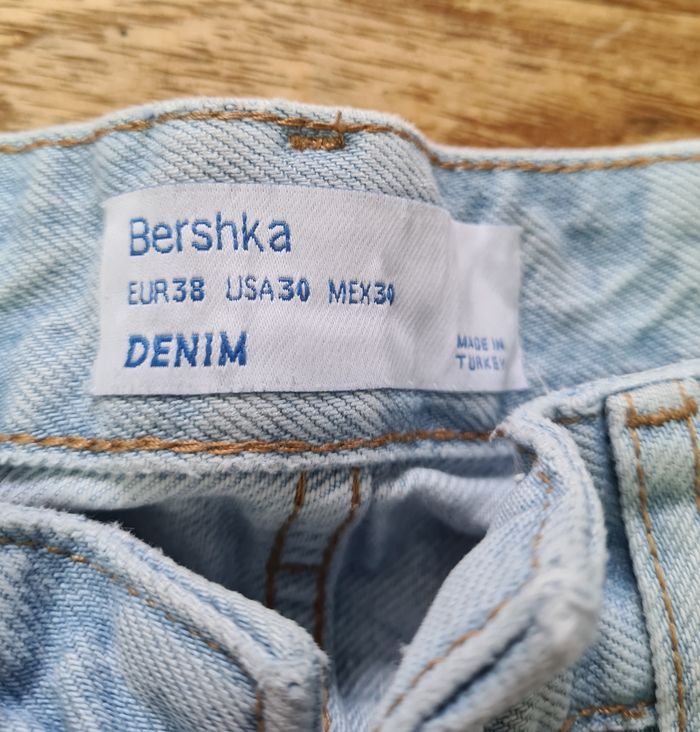 Bershka
EUR38 USA30 MEX30
DENIM
MADE IN
TURKEY